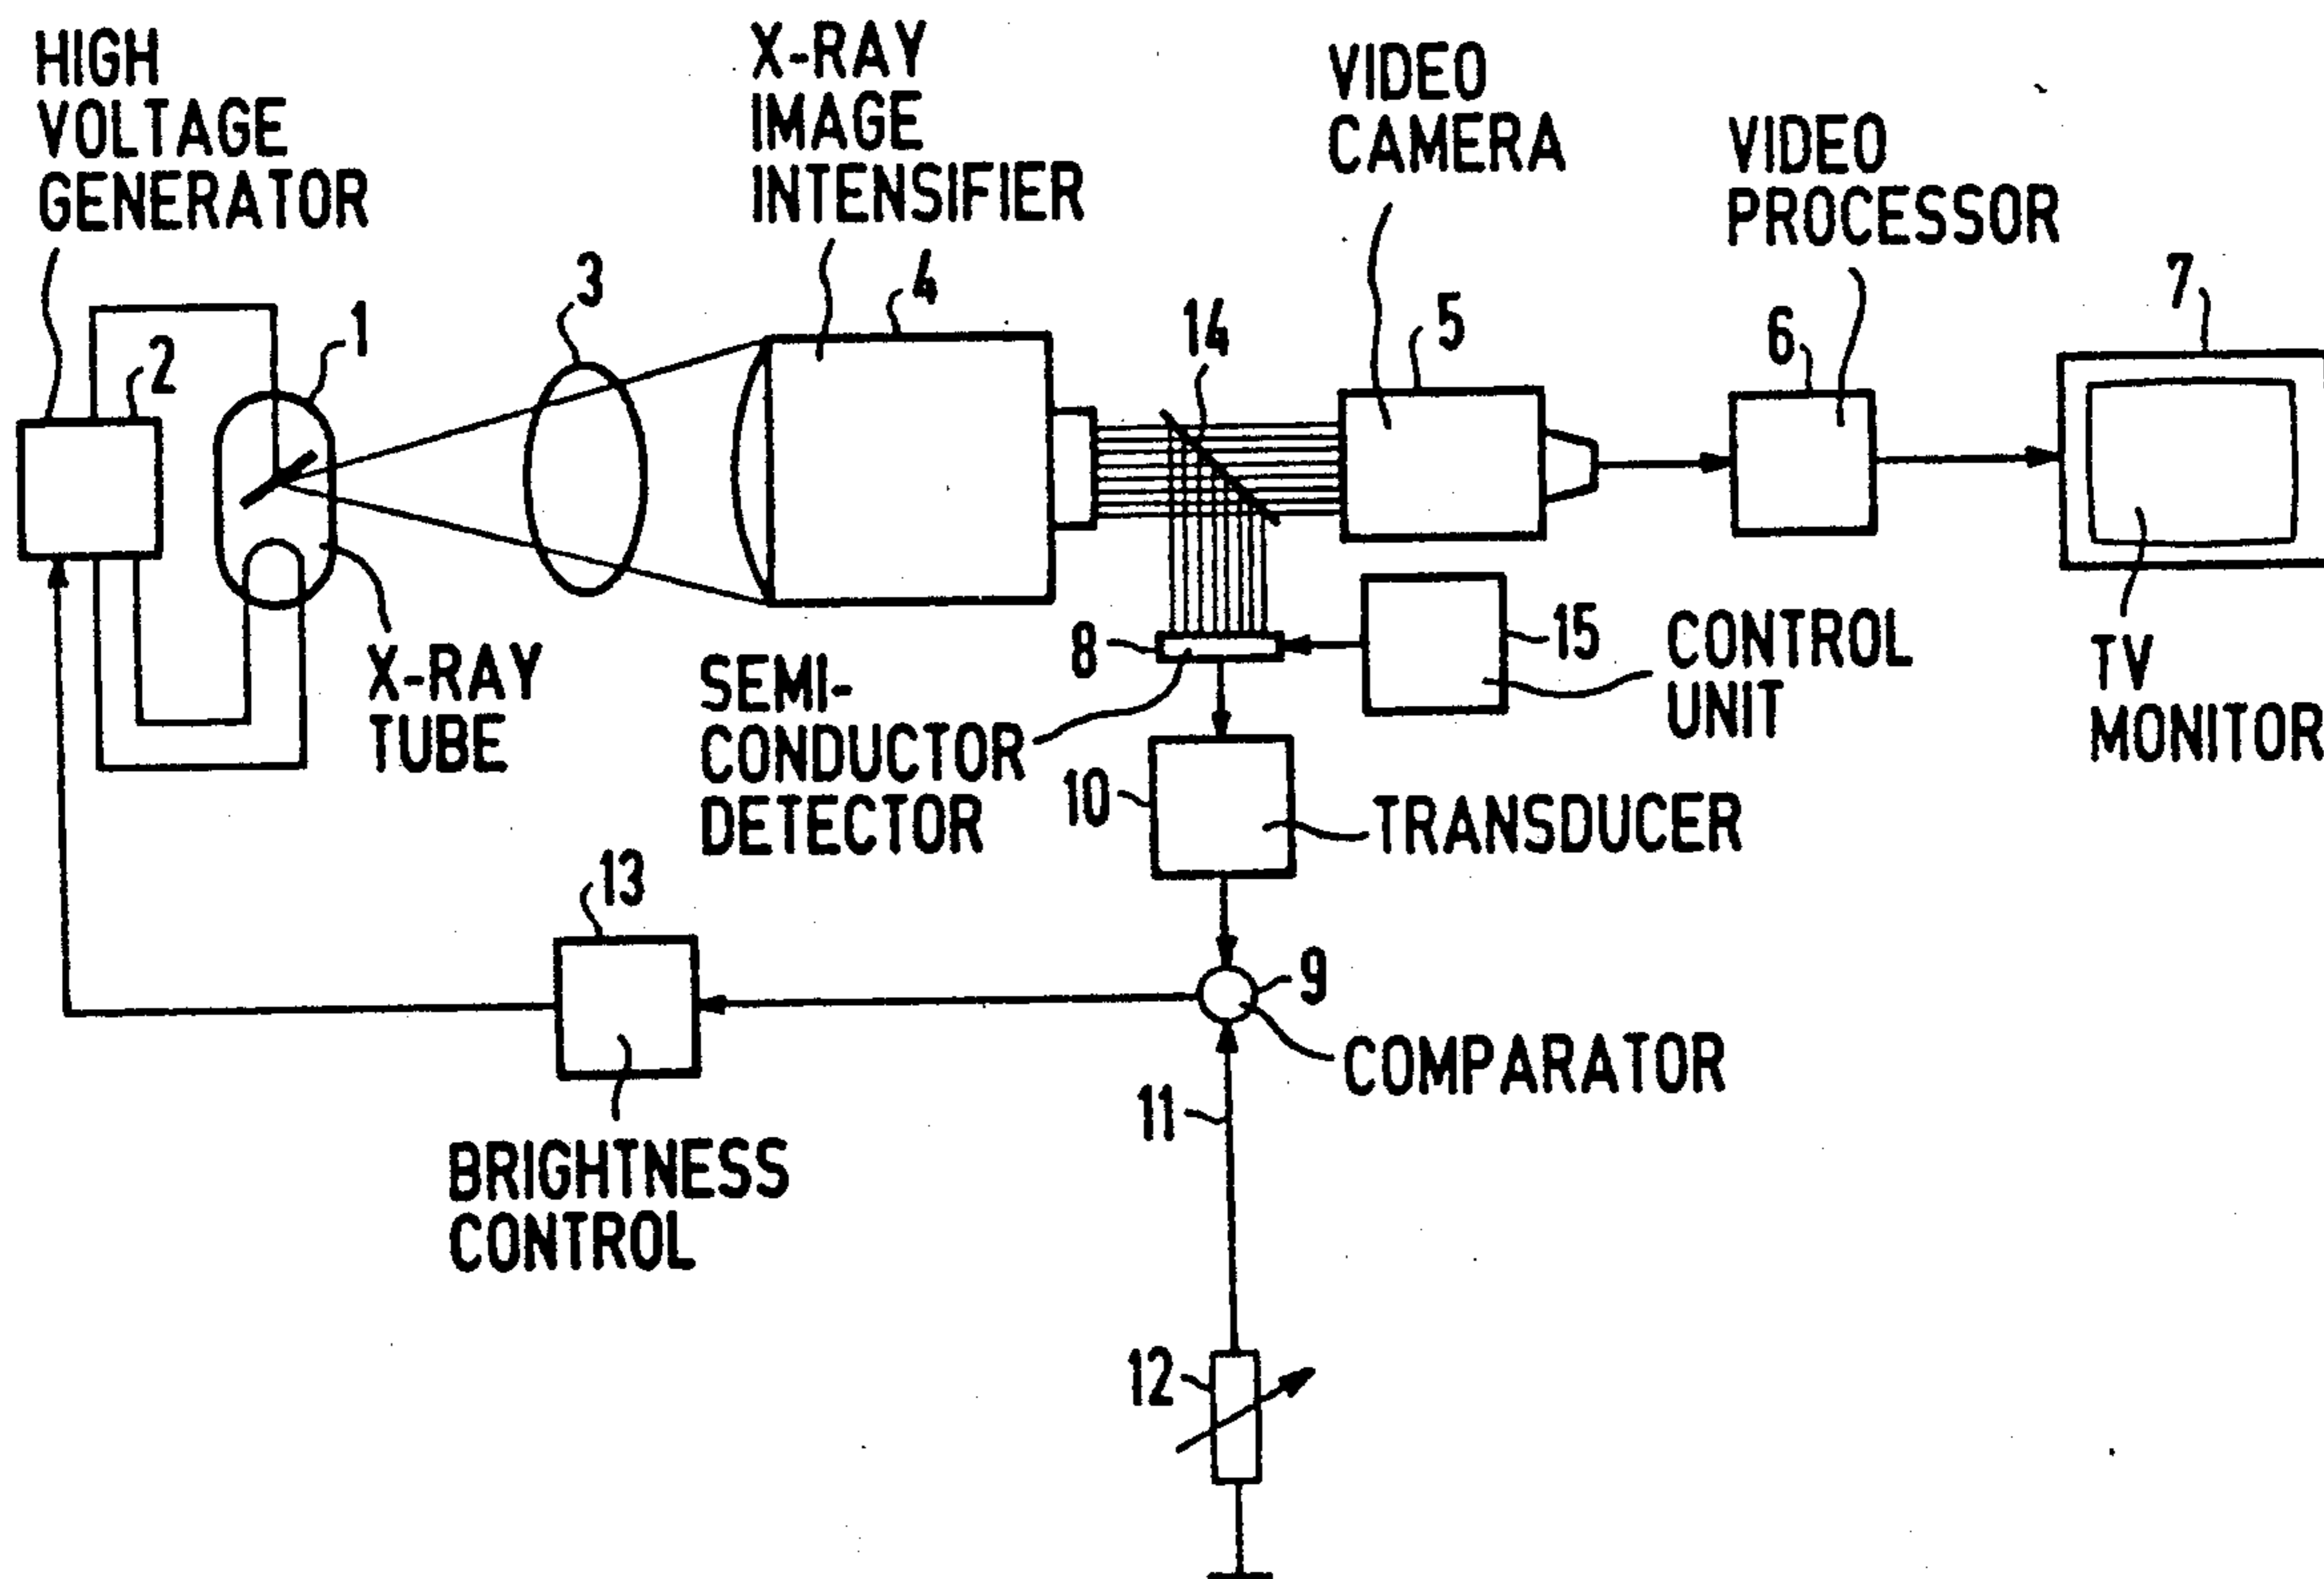 HIGH
VOLTAGE
GENERATOR
X-RAY
IMAGE
INTENSIFIER
VIDEO
CAMERA
VIDEO
PROCESSOR
2
1
3
4
14
5
6
7
X-RAY
TUBE
SEMI-
CONDUCTOR
DETECTOR
8
15
CONTROL
UNIT
TV
MONITOR
10
TRANSDUCER
13
9
COMPARATOR
11
BRIGHTNESS
CONTROL
12